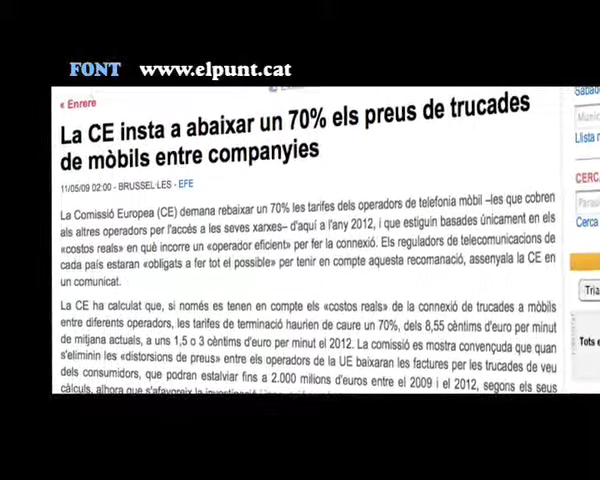 FONT www.elpunt.cat
« Enrere
La CE insta a abaixar un 70% els preus de trucades
de mòbils entre companyies
11/05/09 02:00 - BRUSSEL·LES - EFE
La Comissió Europea (CE) demana rebaixar un 70% les tarifes dels operadors de telefonia mòbil –les que cobren
als altres operadors per l'accés a les seves xarxes– d'aquí a l'any 2012, i que estiguin basades únicament en els
«costos reals» en què incorre un «operador eficient» per fer la connexió. Els reguladors de telecomunicacions de
cada país estaran «obligats a fer tot el possible» per tenir en compte aquesta recomanació, assenyala la CE en
un comunicat.
La CE ha calculat que, si només es tenen en compte els «costos reals» de la connexió de trucades a mòbils
entre diferents operadors, les tarifes de terminació haurien de caure un 70%, dels 8,55 cèntims d'euro per minut
de mitjana actuals, a uns 1,5 o 3 cèntims d'euro per minut el 2012. La comissió es mostra convençuda que quan
s'eliminin les «distorsions de preus» entre els operadors de la UE baixaran les factures per les trucades de veu
dels consumidors, que podran estalviar fins a 2.000 milions d'euros entre el 2009 i el 2012, segons els seus
càlculs, alhora que s'afavoreix la
Llista
CERC
Cerca
Tria
Tots e